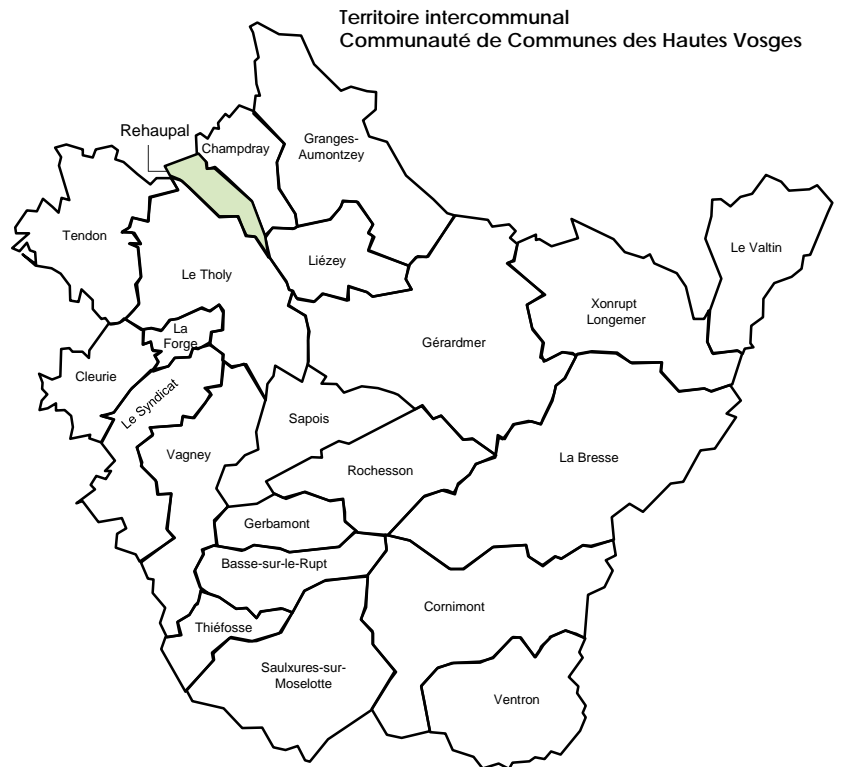 Territoire intercommunal
Communauté de Communes des Hautes Vosges
Rehaupal
Champdray
Granges-
Aumontzey
Tendon
Le Valtin
Liézey
Le Tholy
Xonrupt
Longemer
La
Forge
Gérardmer
Cleurie
Le Syndicat
Sapois
Vagney
La Bresse
Rochesson
Gerbamont
Basse-sur-le-Rupt
Cornimont
Thiéfosse
Saulxures-sur-
Moselotte
Ventron